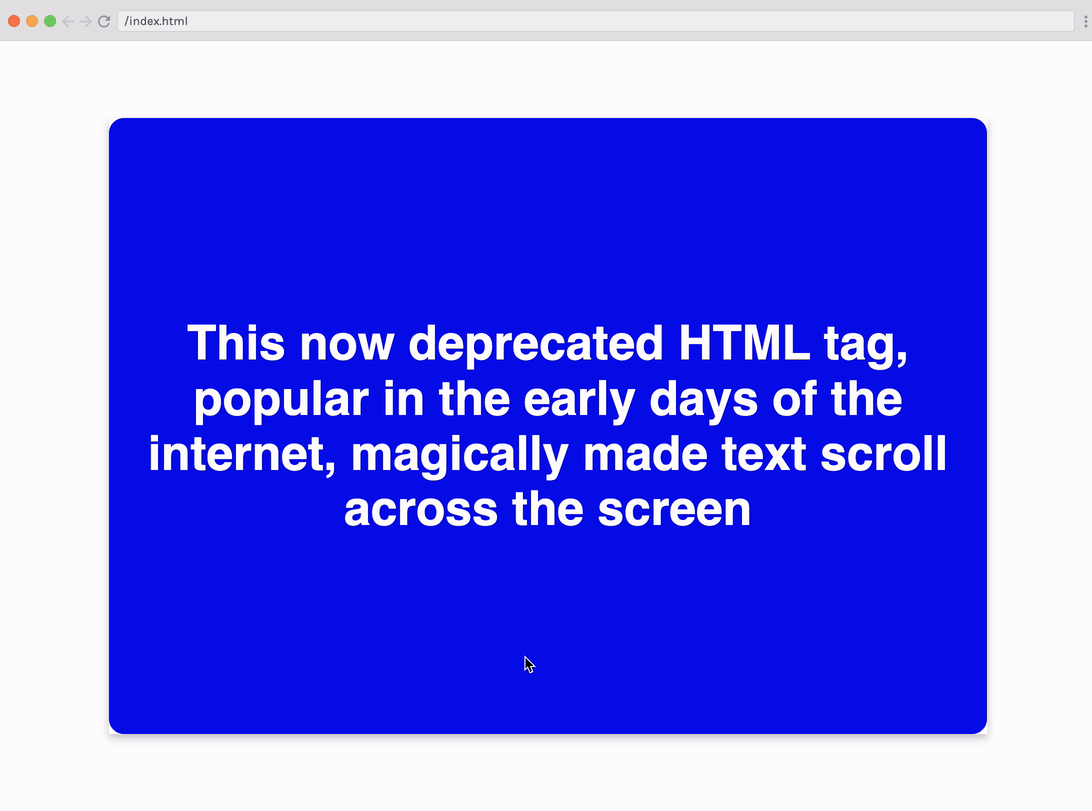 /index.html
This now deprecated HTML tag,
popular in the early days of the
internet, magically made text scroll
across the screen